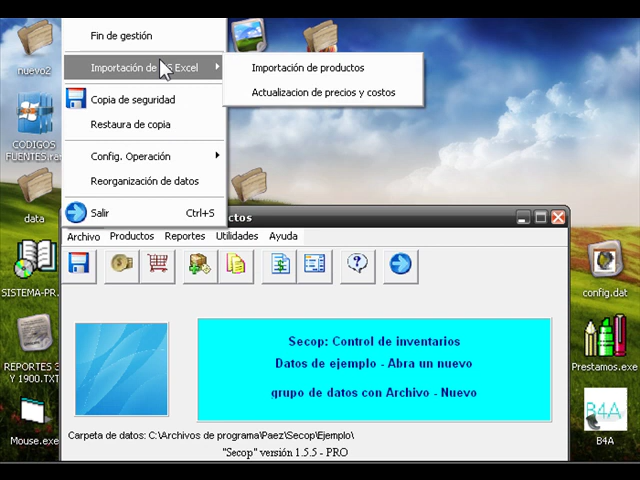 Fin de gestión
Importación de
Excel
Importación de productos
Actualizacion de precios y costos
Copia de seguridad
Restaura de copia
Config. Operación
Reorganización de datos
Salir Ctrl+S
nuevo2
CODIGOS
FUENTES.rar
data
SISTEMA-PR...
REPORTES 3
Y 1900.TXT
Mouse.exe
config.dat
Prestamos.exe
B4A
B4A
Archivo Productos Reportes Utilidades Ayuda
Secop: Control de inventarios
Datos de ejemplo - Abra un nuevo
grupo de datos con Archivo - Nuevo
Carpeta de datos: C:\Archivos de programa\Paez\Secop\Ejemplo\
"Secop" versión 1.5.5 - PRO